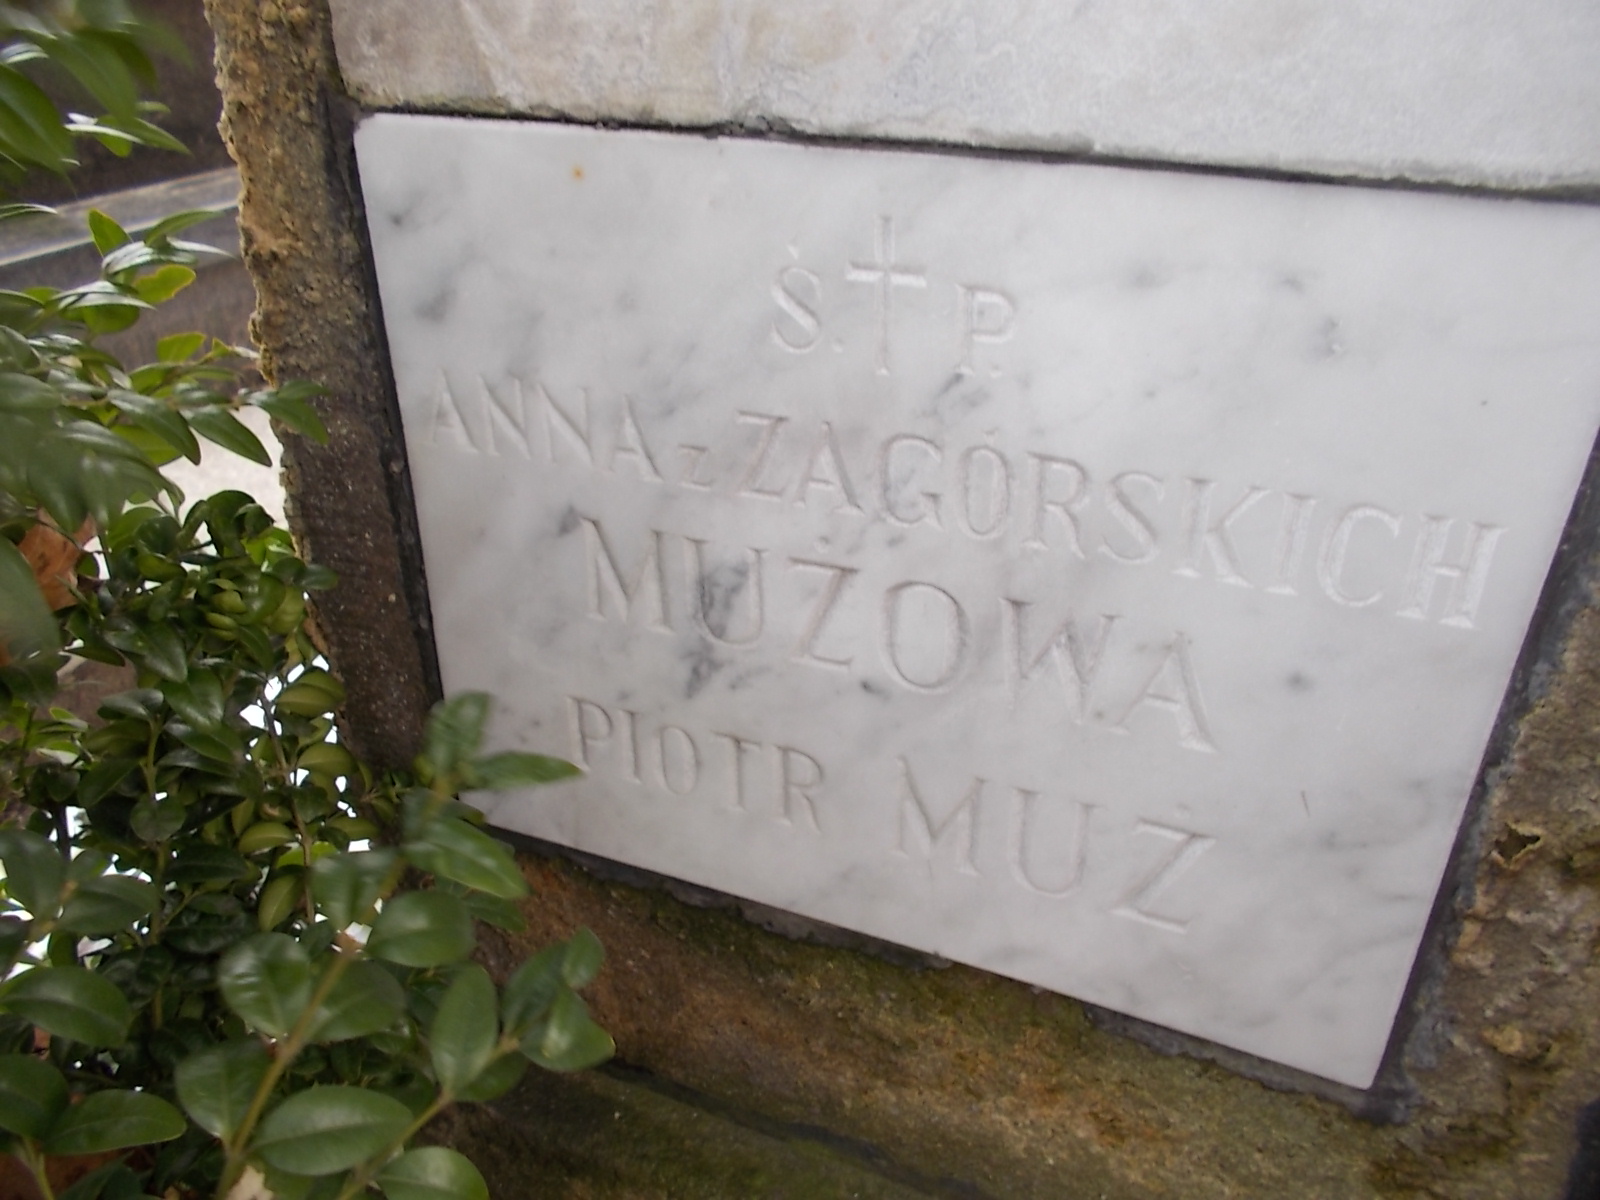 Ś. † P.
ANNA z ZAGÓRSKICH
MUŻOWA
PIOTR MUŻ